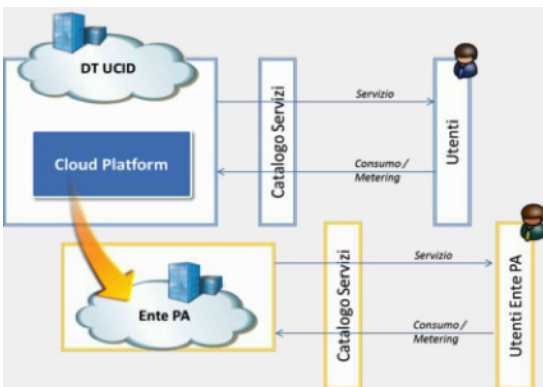 DT UCID
Cloud Platform
Catalogo Servizi
Servizio
Consumo /
Metering
Utenti
Ente PA
Catalogo Servizi
Servizio
Consumo /
Metering
Utenti Ente PA